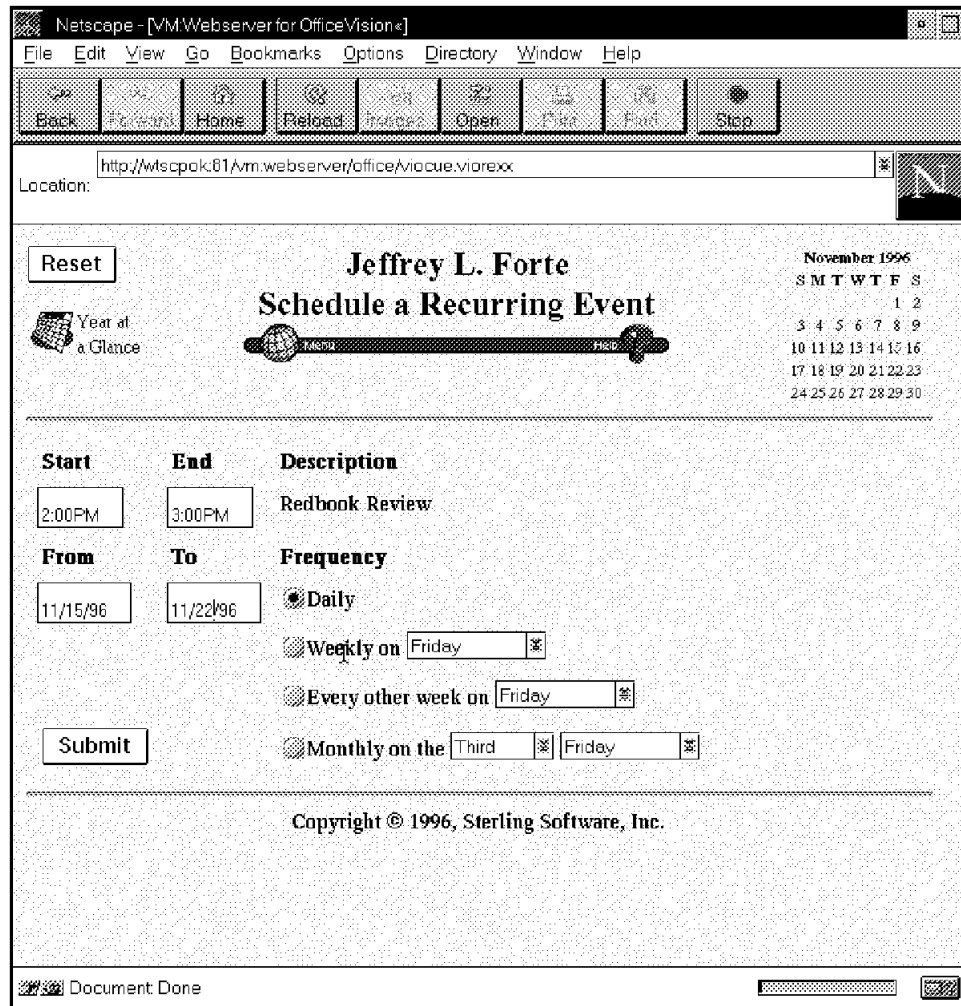 Netscape - [VM:Webserver for OfficeVision«]
File Edit View Go Bookmarks Options Directory Window Help
Back Forward Home Reload Images Open Print Find Stop
Location: http://wtscpok:81/vm:webserver/office/viocue.viorexx
N
Reset
Jeffrey L. Forte
Schedule a Recurring Event
Menu Help
Year at
a Glance
November 1996
S M T W T F S
1 2
3 4 5 6 7 8 9
10 11 12 13 14 15 16
17 18 19 20 21 22 23
24 25 26 27 28 29 30
Start End Description
2:00PM 3:00PM Redbook Review
From To Frequency
11/15/96 11/22/96 Daily
Weekly on Friday
Every other week on Friday
Submit Monthly on the Third Friday
Copyright © 1996, Sterling Software, Inc.
Document: Done